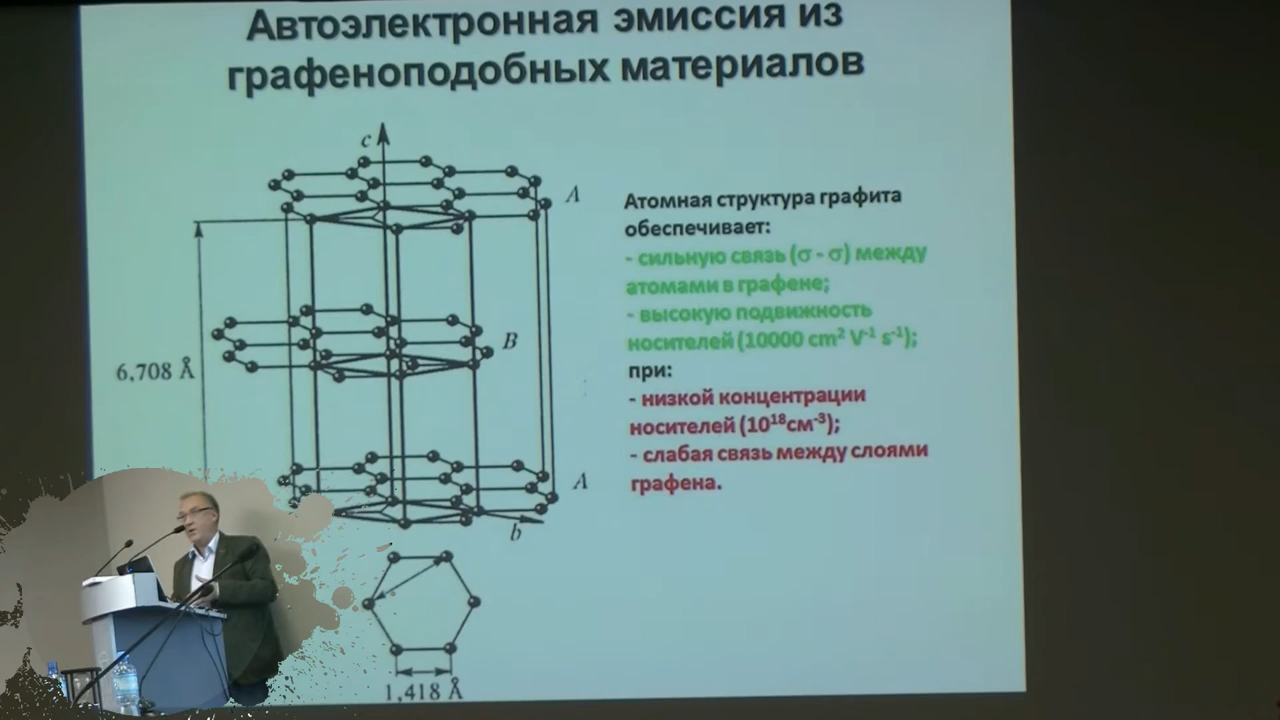 Автоэлектронная эмиссия из
графеноподобных материалов
c
A
6,708 Å
B
A
b
1,418 Å
Атомная структура графита
обеспечивает:
- сильную связь (σ - σ) между
атомами в графене;
- высокую подвижность
носителей (10000 cm² V⁻¹ s⁻¹);
при:
- низкой концентрации
носителей (10¹⁸см⁻³);
- слабая связь между слоями
графена.